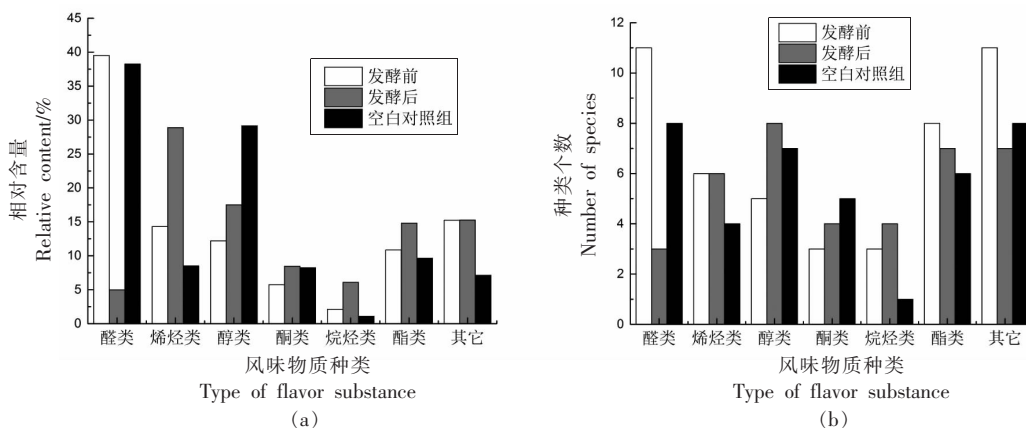 45
40
35
30
25
20
15
10
5
0
相对含量
Relative content/%
发酵前
发酵后
空白对照组
醛类 烯烃类 醇类 酮类 烷烃类 酯类 其它
风味物质种类
Type of flavor substance
(a)
12
10
8
6
4
2
0
种类个数
Number of species
发酵前
发酵后
空白对照组
醛类 烯烃类 醇类 酮类 烷烃类 酯类 其它
风味物质种类
Type of flavor substance
(b)